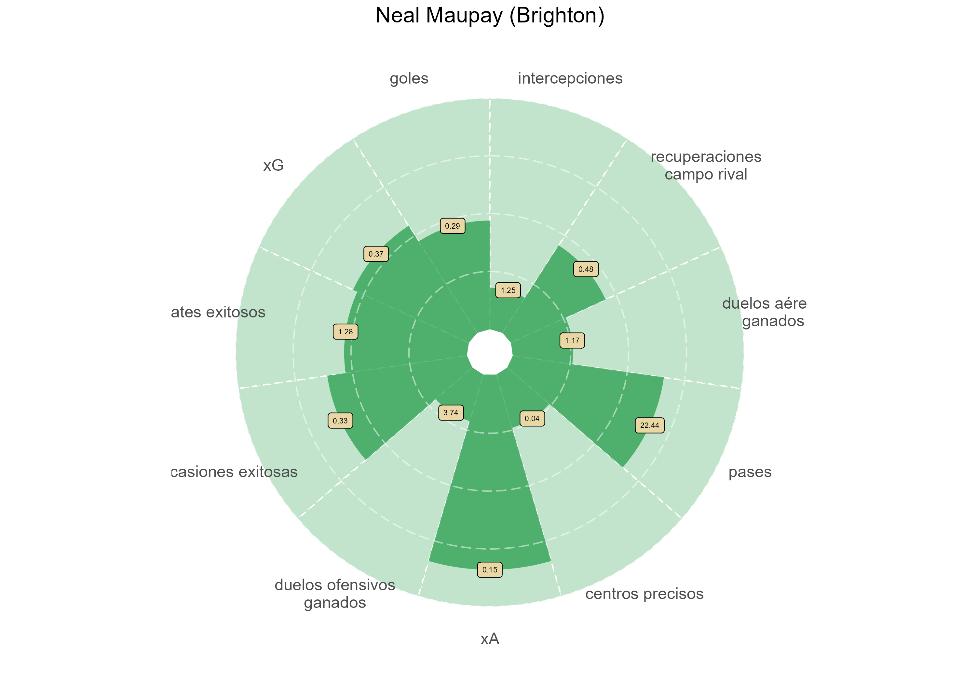 Neal Maupay (Brighton)
goles
intercepciones
xG
recuperaciones
campo rival
ates exitosos
duelos aére
ganados
casiones exitosas
pases
duelos ofensivos
ganados
centros precisos
xA
0.29
0.37
1.25
0.48
1.28
1.17
0.33
3.74
0.04
22.44
0.15